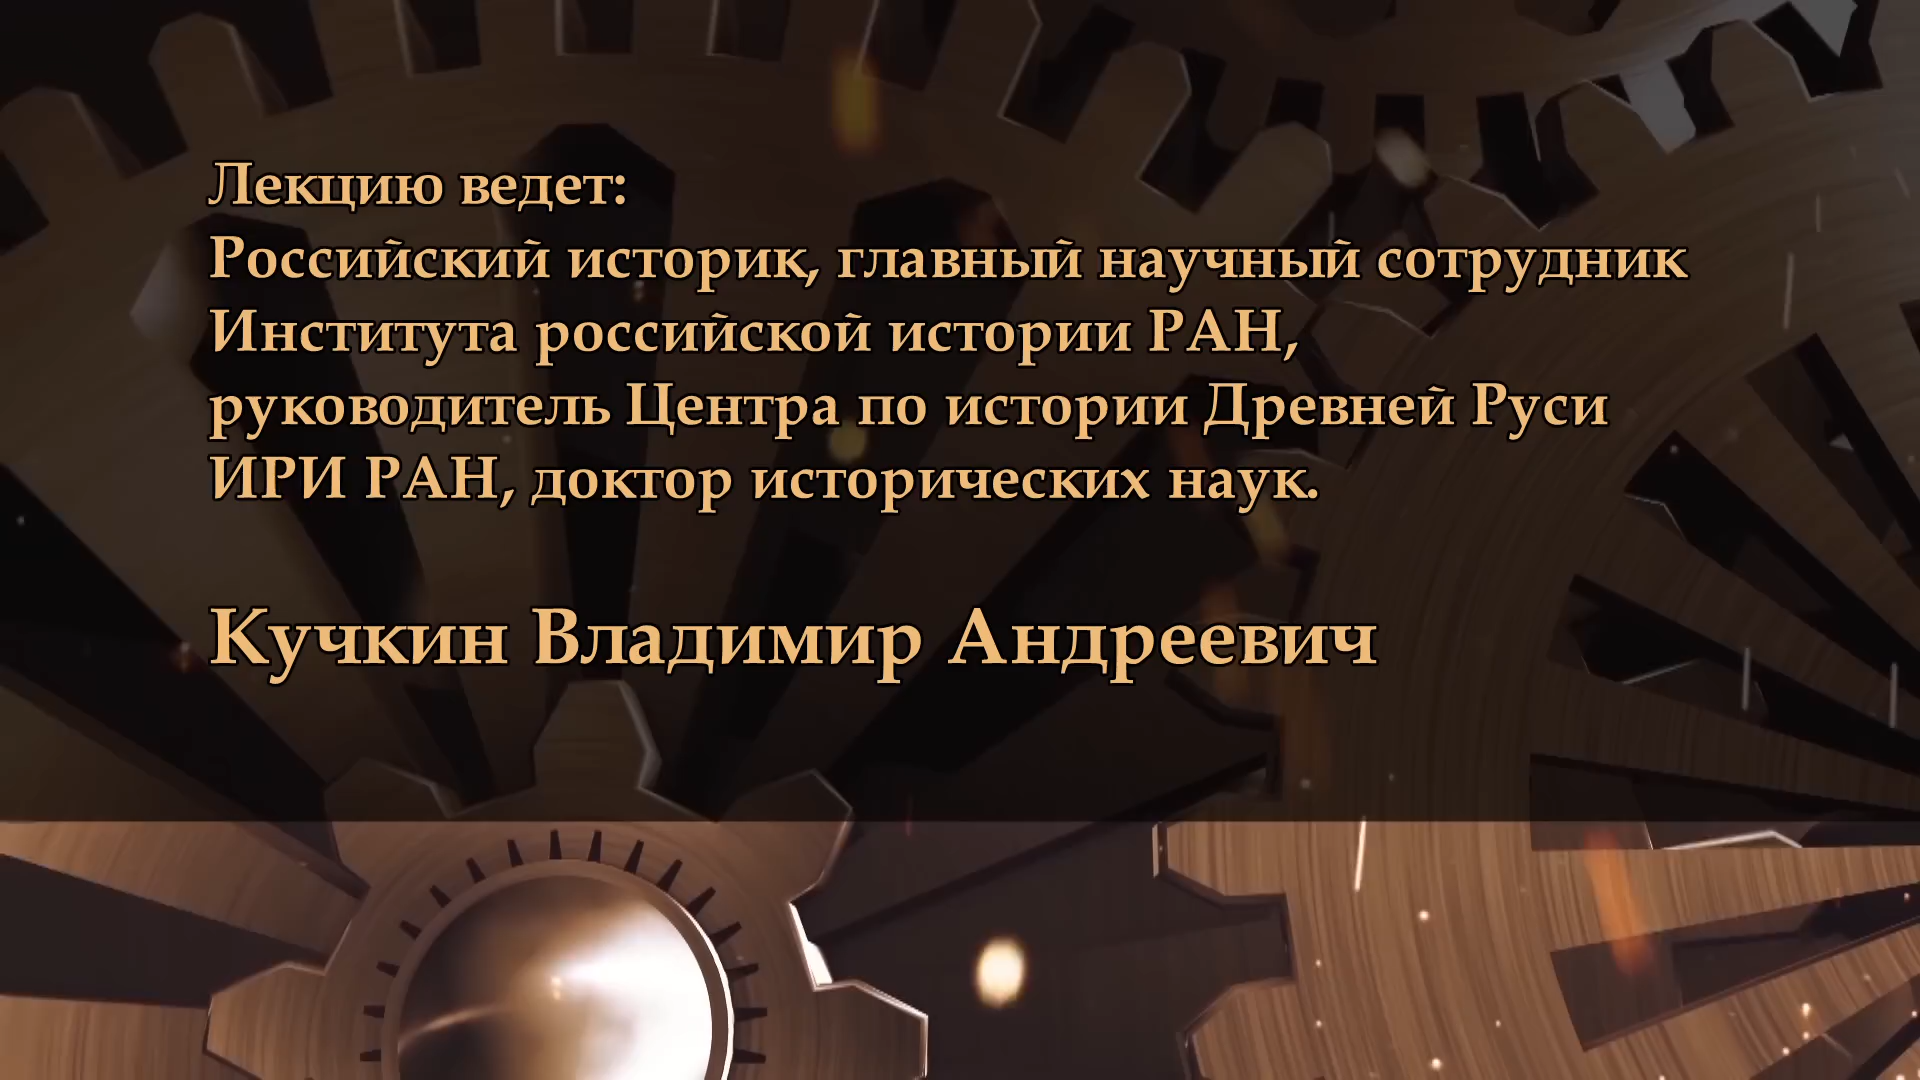 Лекцию ведет:
Российский историк, главный научный сотрудник
Института российской истории РАН,
руководитель Центра по истории Древней Руси
ИРИ РАН, доктор исторических наук.
Кучкин Владимир Андреевич